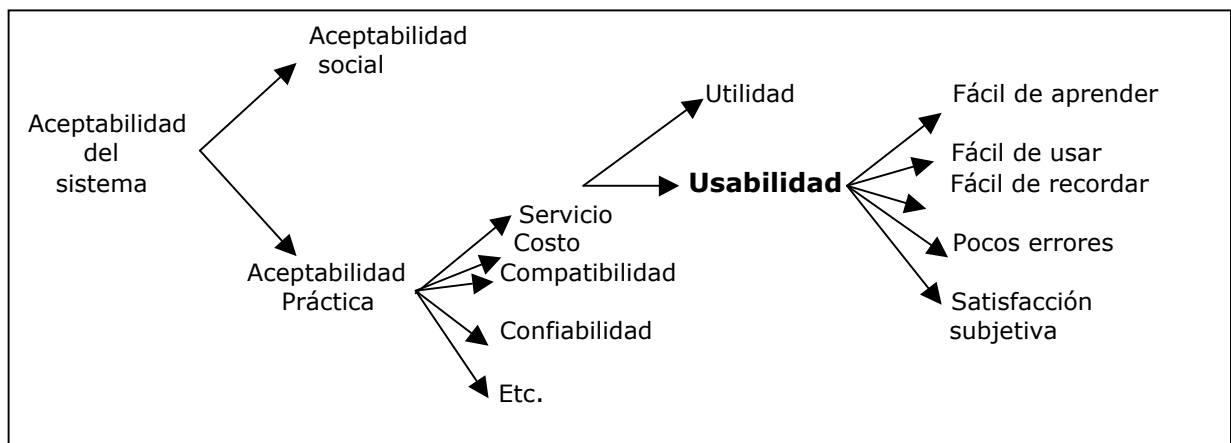 Aceptabilidad
social
Aceptabilidad
del
sistema
Aceptabilidad
Práctica
Servicio
Costo
Compatibilidad
Confiabilidad
Etc.
Utilidad
Usabilidad
Fácil de aprender
Fácil de usar
Fácil de recordar
Pocos errores
Satisfacción
subjetiva